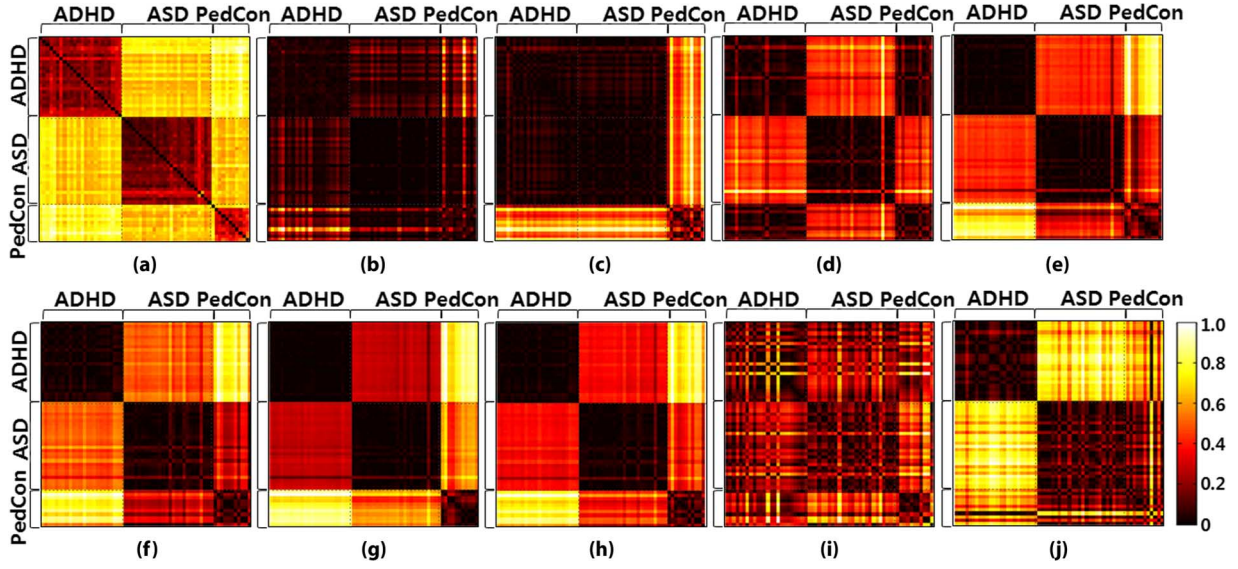 ADHD ASD PedCon ADHD ASD PedCon ADHD ASD PedCon ADHD ASD PedCon ADHD ASD PedCon
ADHD
ASD
PedCon
(a) (b) (c) (d) (e)
ADHD ASD PedCon ADHD ASD PedCon ADHD ASD PedCon ADHD ASD PedCon ADHD ASD PedCon
ADHD
ASD
PedCon
1.0
0.8
0.6
0.4
0.2
0
(f) (g) (h) (i) (j)